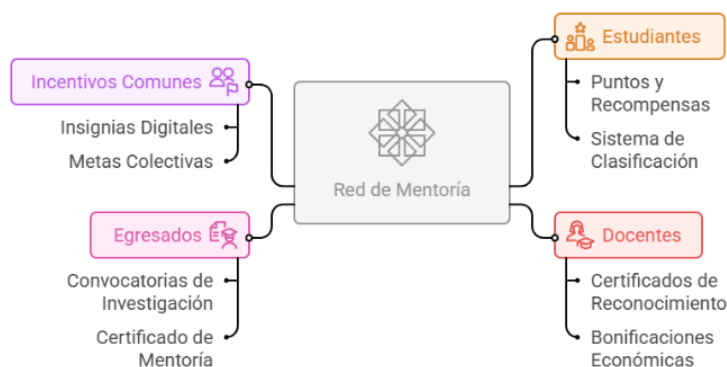 Incentivos Comunes
Insignias Digitales
Metas Colectivas
Egresados
Convocatorias de
Investigación
Certificado de
Mentoría
Red de Mentoría
Estudiantes
Puntos y
Recompensas
Sistema de
Clasificación
Docentes
Certificados de
Reconocimiento
Bonificaciones
Económicas